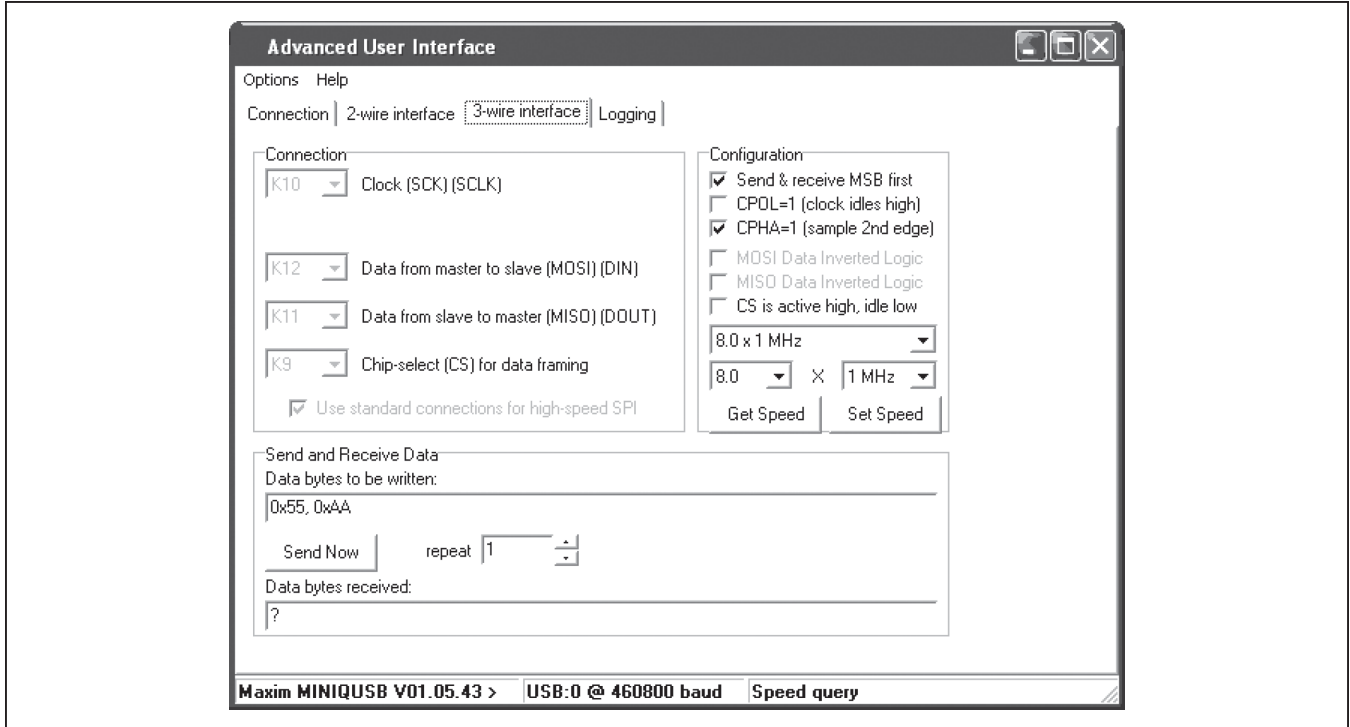 Advanced User Interface
Options Help
Connection 2-wire interface 3-wire interface Logging
Connection
K10 Clock (SCK) (SCLK)
K12 Data from master to slave (MOSI) (DIN)
K11 Data from slave to master (MISO) (DOUT)
K9 Chip-select (CS) for data framing
Use standard connections for high-speed SPI
Configuration
Send & receive MSB first
CPOL=1 (clock idles high)
CPHA=1 (sample 2nd edge)
MOSI Data Inverted Logic
MISO Data Inverted Logic
CS is active high, idle low
8.0 x 1 MHz
8.0 X 1 MHz
Get Speed Set Speed
Send and Receive Data
Data bytes to be written:
0x55, 0xAA
Send Now repeat 1
Data bytes received:
?
Maxim MINIQUSB V01.05.43 > USB:0 @ 460800 baud Speed query